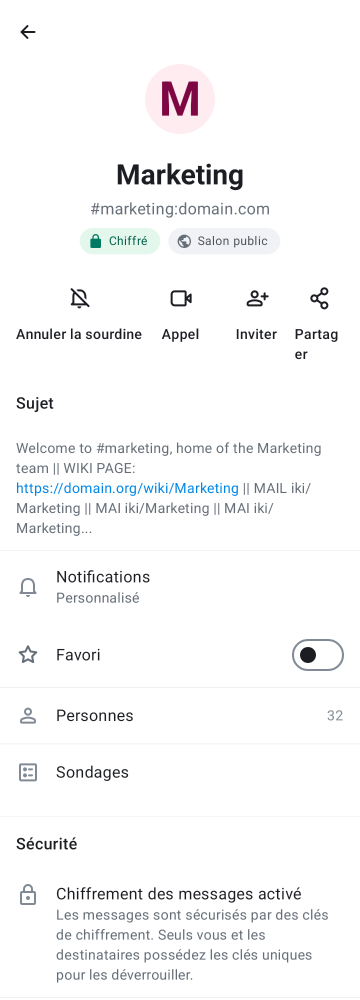 M
Marketing
#marketing:domain.com
Chiffré
Salon public
Annuler la sourdine
Appel
Inviter
Partag
er
Sujet
Welcome to #marketing, home of the Marketing
team || WIKI PAGE:
https://domain.org/wiki/Marketing || MAIL iki/
Marketing || MAI iki/Marketing || MAI iki/
Marketing...
Notifications
Personnalisé
Favori
Personnes
32
Sondages
Sécurité
Chiffrement des messages activé
Les messages sont sécurisés par des clés
de chiffrement. Seuls vous et les
destinataires possédez les clés uniques
pour les déverrouiller.